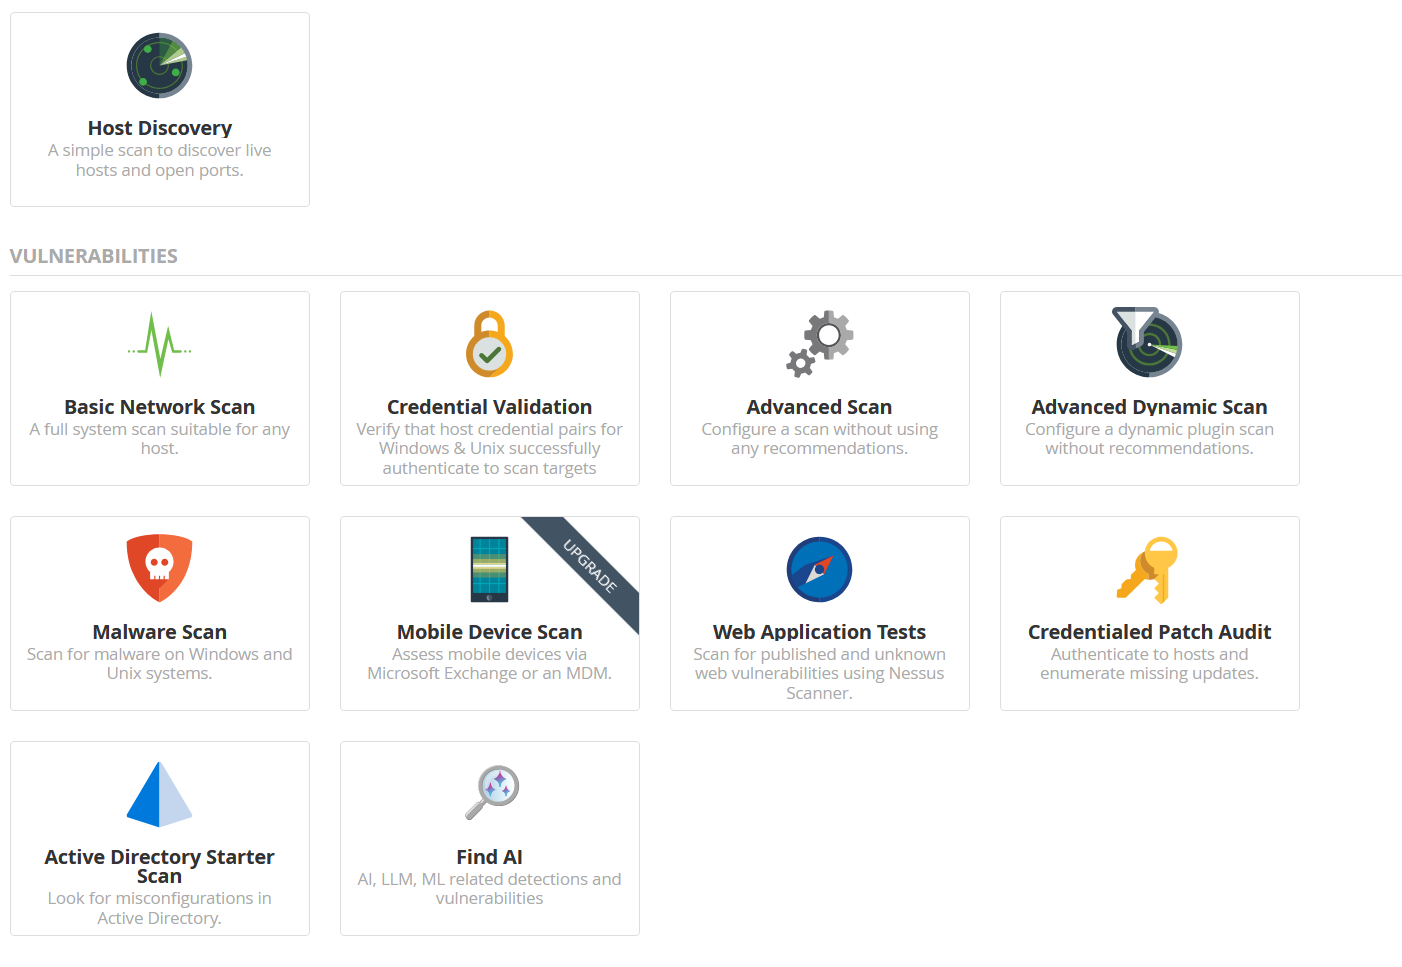 Host Discovery
A simple scan to discover live
hosts and open ports.
VULNERABILITIES
Basic Network Scan
A full system scan suitable for any
host.
Credential Validation
Verify that host credential pairs for
Windows & Unix successfully
authenticate to scan targets
Advanced Scan
Configure a scan without using
any recommendations.
Advanced Dynamic Scan
Configure a dynamic plugin scan
without recommendations.
Malware Scan
Scan for malware on Windows and
Unix systems.
UPGRADE
Mobile Device Scan
Assess mobile devices via
Microsoft Exchange or an MDM.
Web Application Tests
Scan for published and unknown
web vulnerabilities using Nessus
Scanner.
Credentialed Patch Audit
Authenticate to hosts and
enumerate missing updates.
Active Directory Starter
Scan
Look for misconfigurations in
Active Directory.
Find AI
AI, LLM, ML related detections and
vulnerabilities